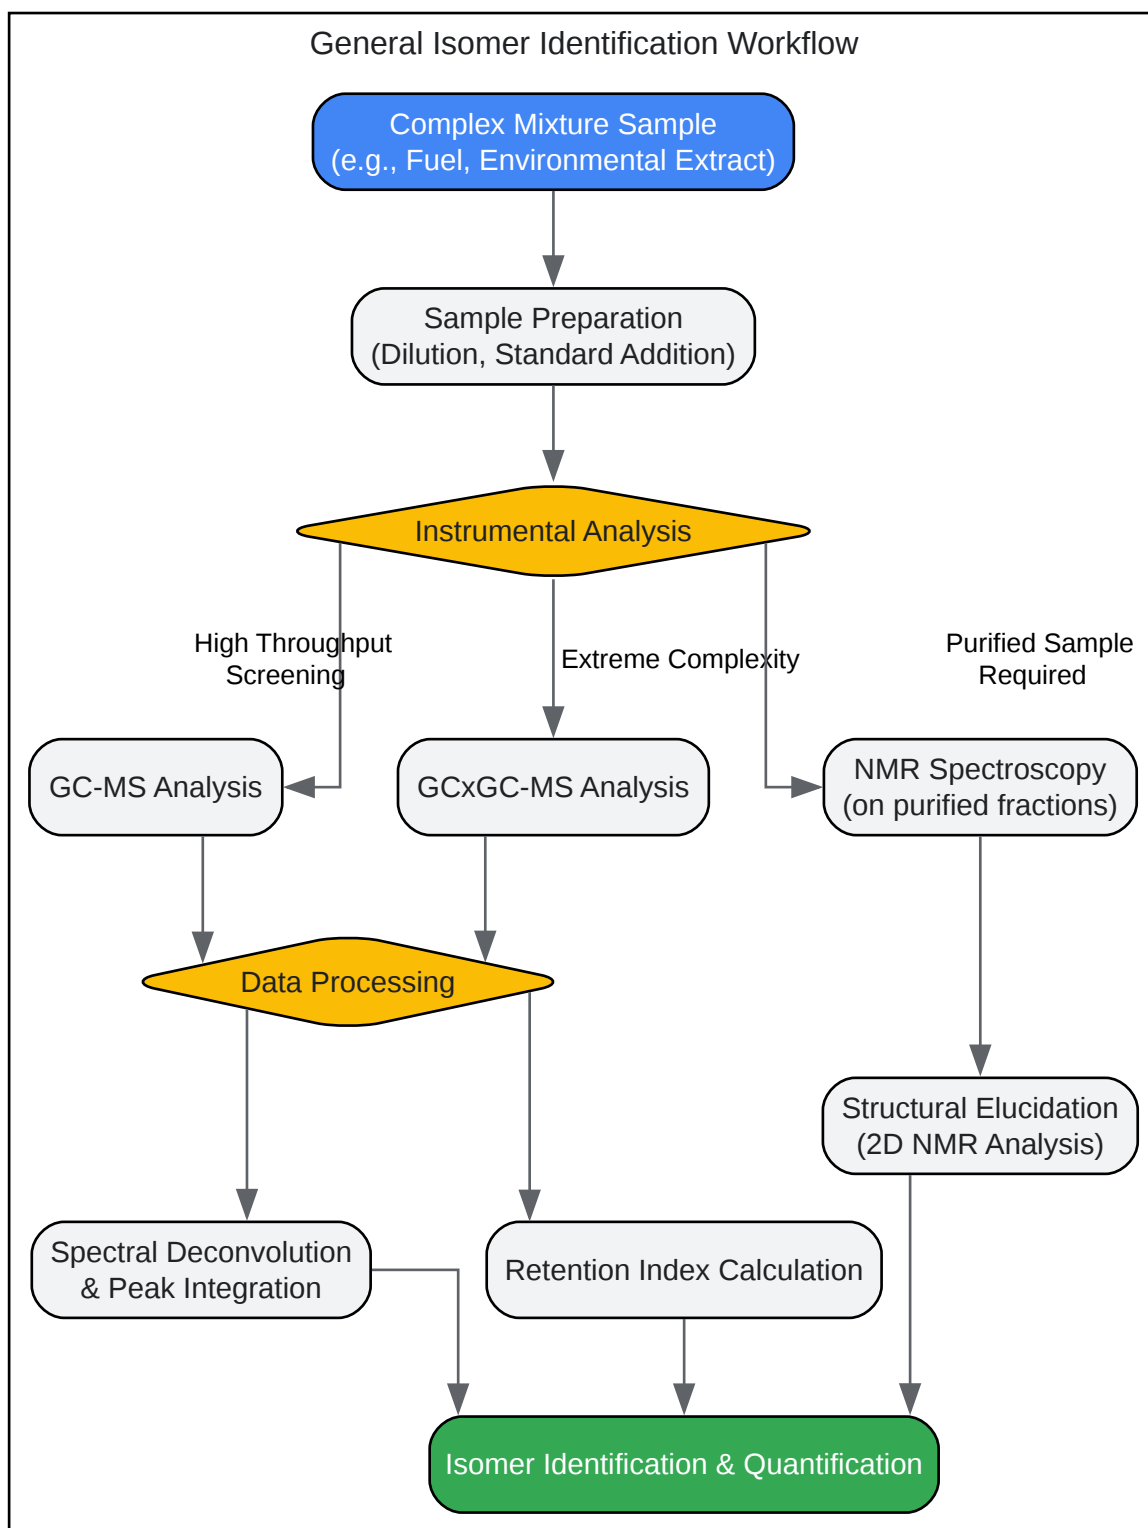 General Isomer Identification Workflow
Complex Mixture Sample
(e.g., Fuel, Environmental Extract)
Sample Preparation
(Dilution, Standard Addition)
Instrumental Analysis
High Throughput
Screening
Extreme Complexity
Purified Sample
Required
GC-MS Analysis
GCxGC-MS Analysis
NMR Spectroscopy
(on purified fractions)
Data Processing
Structural Elucidation
(2D NMR Analysis)
Spectral Deconvolution
& Peak Integration
Retention Index Calculation
Isomer Identification & Quantification